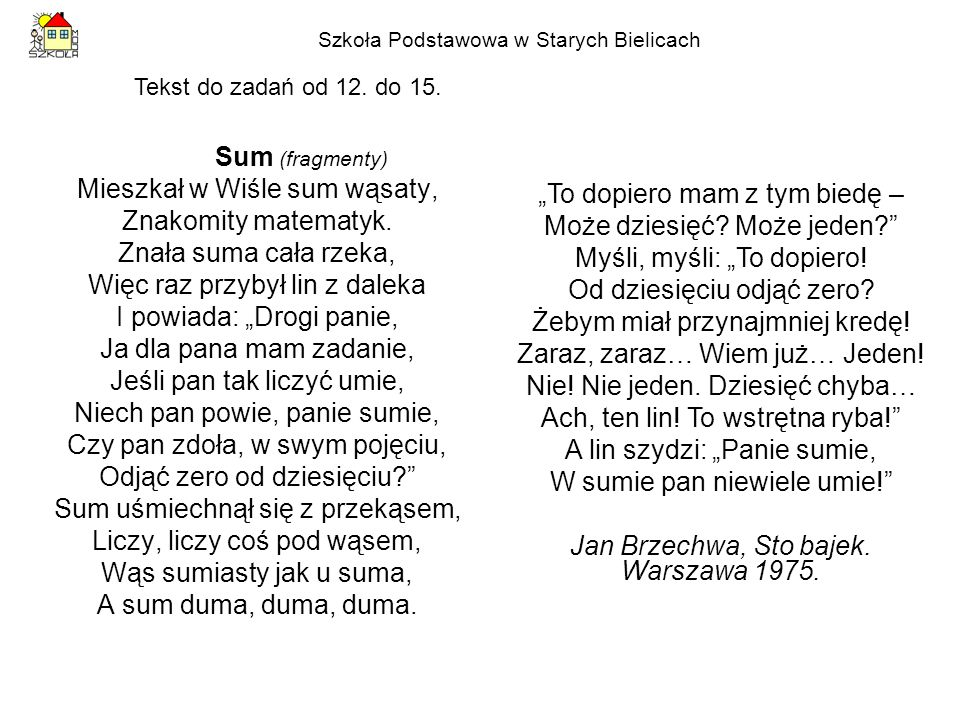 SZKOŁA
Szkoła Podstawowa w Starych Bielicach
Tekst do zadań od 12. do 15.
Sum (fragmenty)
Mieszkał w Wiśle sum wąsaty,
Znakomity matematyk.
Znała suma cała rzeka,
Więc raz przybył lin z daleka
I powiada: „Drogi panie,
Ja dla pana mam zadanie,
Jeśli pan tak liczyć umie,
Niech pan powie, panie sumie,
Czy pan zdoła, w swym pojęciu,
Odjąć zero od dziesięciu?”
Sum uśmiechnął się z przekąsem,
Liczy, liczy coś pod wąsem,
Wąs sumiasty jak u suma,
A sum duma, duma, duma.
„To dopiero mam z tym biedę –
Może dziesięć? Może jeden?”
Myśli, myśli: „To dopiero!
Od dziesięciu odjąć zero?
Żebym miał przynajmniej kredę!
Zaraz, zaraz… Wiem już… Jeden!
Nie! Nie jeden. Dziesięć chyba…
Ach, ten lin! To wstrętna ryba!”
A lin szydzi: „Panie sumie,
W sumie pan niewiele umie!”
Jan Brzechwa, Sto bajek.
Warszawa 1975.